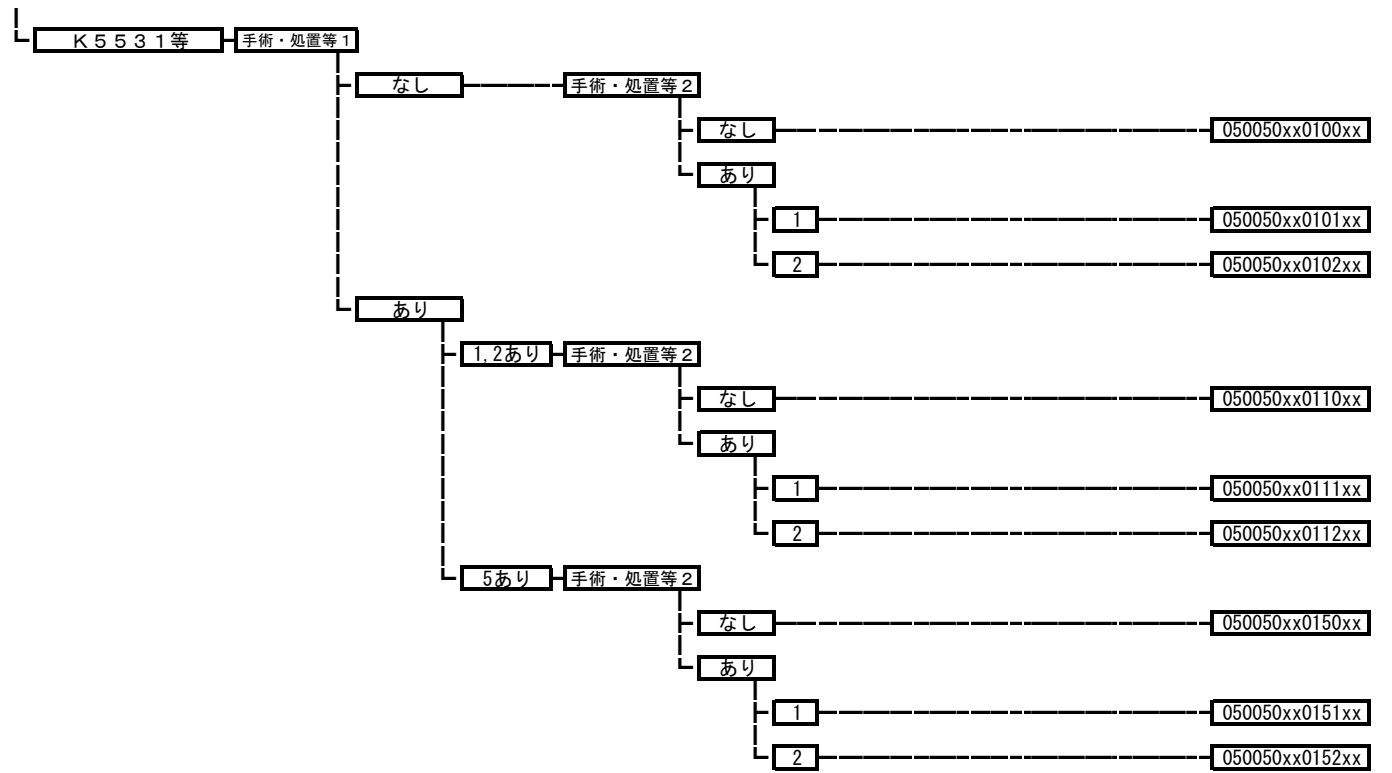 Ｋ５５３１等 手術・処置等１
なし 手術・処置等２
なし 050050xx0100xx
あり
1 050050xx0101xx
2 050050xx0102xx
あり
1,2あり 手術・処置等２
なし 050050xx0110xx
あり
1 050050xx0111xx
2 050050xx0112xx
5あり 手術・処置等２
なし 050050xx0150xx
あり
1 050050xx0151xx
2 050050xx0152xx